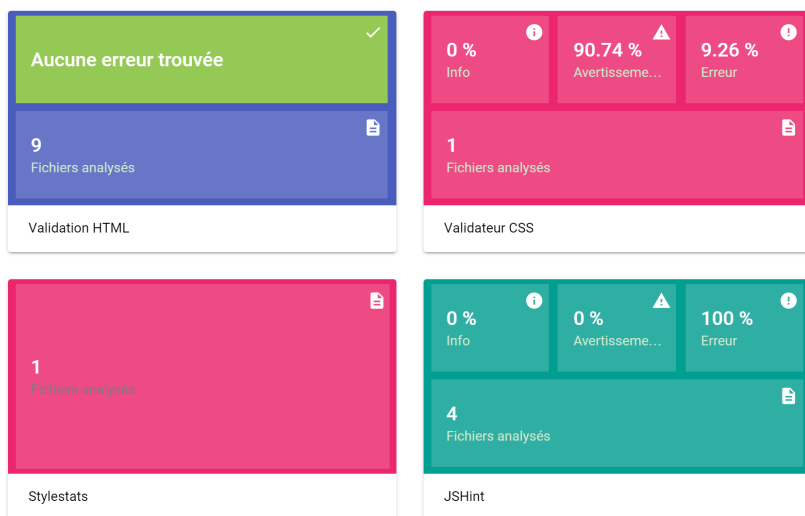 Aucune erreur trouvée
9
Fichiers analysés
Validation HTML
0 %
Info
90.74 %
Avertisseme...
9.26 %
Erreur
1
Fichiers analysés
Validateur CSS
1
Fichiers analysés
Stylestats
0 %
Info
0 %
Avertisseme...
100 %
Erreur
4
Fichiers analysés
JSHint